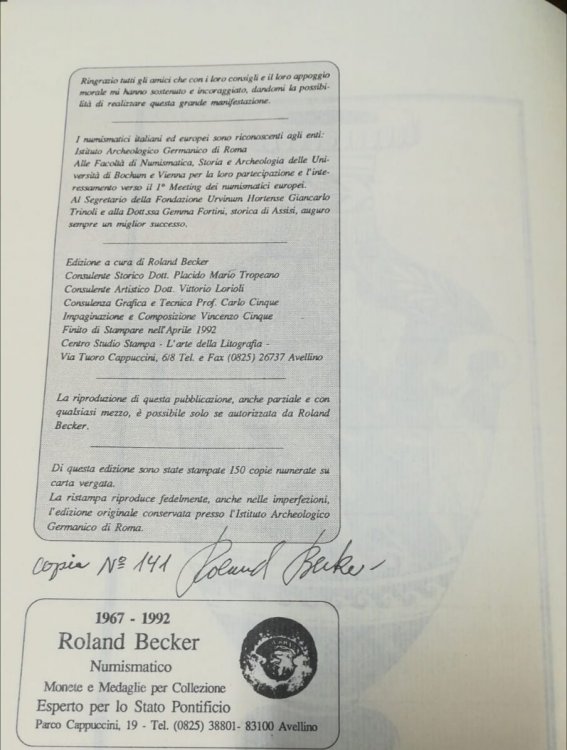 Ringrazio tutti gli amici che con i loro consigli e il loro appoggio
morale mi hanno sostenuto e incoraggiato, dandomi la possibi-
lità di realizzare questa grande manifestazione.
I numismatici italiani ed europei sono riconoscenti agli enti:
Istituto Archeologico Germanico di Roma
Alle Facoltà di Numismatica, Storia e Archeologia delle Uni-
versità di Bochum e Vienna per la loro partecipazione e l'inte-
ressamento verso il 1° Meeting dei numismatici europei.
Al Segretario della Fondazione Urvinum Hortense Giancarlo
Trinoli e alla Dott.ssa Gemma Fortini, storica di Assisi, auguro
sempre un miglior successo.
Edizione a cura di Roland Becker
Consulente Storico Dott. Placido Mario Tropeano
Consulente Artistico Dott. Vittorio Lorioli
Consulenza Grafica e Tecnica Prof. Carlo Cinque
Impaginazione e Composizione Vincenzo Cinque
Finito di Stampare nell'Aprile 1992
Centro Studio Stampa - L'arte della Litografia -
Via Tuoro Cappuccini, 6/8 Tel. e Fax (0825) 26737 Avellino
La riproduzione di questa pubblicazione, anche parziale e con
qualsiasi mezzo, è possibile solo se autorizzata da Roland
Becker.
Di questa edizione sono state stampate 150 copie numerate su
carta vergata.
La ristampa riproduce fedelmente, anche nelle imperfezioni,
l'edizione originale conservata presso l'Istituto Archeologico
Germanico di Roma.
copia Nº 141 Roland Becker
1967 - 1992
Roland Becker
Numismatico
Monete e Medaglie per Collezione
Esperto per lo Stato Pontificio
Parco Cappuccini, 19 - Tel. (0825) 38801- 83100 Avellino